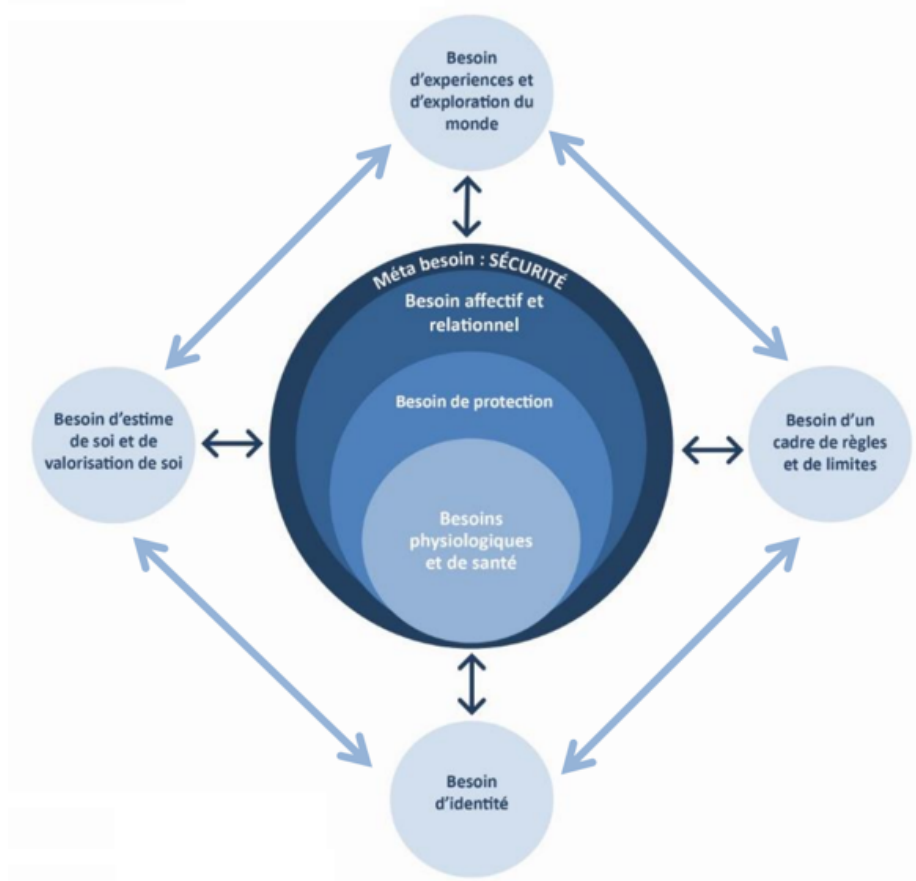 Besoin
d'experiences et
d'exploration du
monde
Méta besoin : SÉCURITÉ
Besoin affectif et
relationnel
Besoin de protection
Besoins
physiologiques
et de santé
Besoin d'estime
de soi et de
valorisation de soi
Besoin d'un
cadre de règles
et de limites
Besoin
d'identité